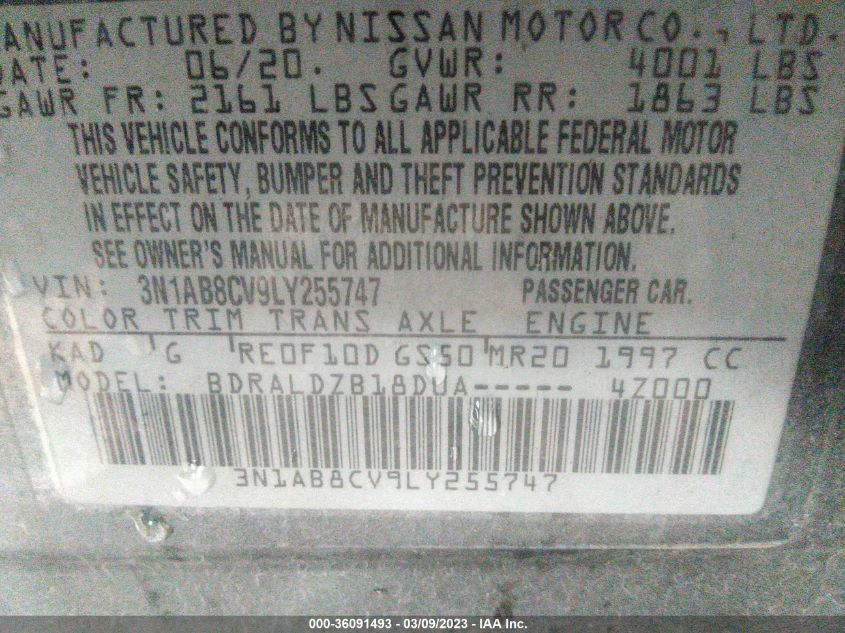 MANUFACTURED BY NISSAN MOTOR CO., LTD.
DATE: 06/20. GVWR: 4001 LBS
GAWR FR: 2161 LBS GAWR RR: 1863 LBS
THIS VEHICLE CONFORMS TO ALL APPLICABLE FEDERAL MOTOR
VEHICLE SAFETY, BUMPER AND THEFT PREVENTION STANDARDS
IN EFFECT ON THE DATE OF MANUFACTURE SHOWN ABOVE.
SEE OWNER'S MANUAL FOR ADDITIONAL INFORMATION.
VIN: 3N1AB8CV9LY255747 PASSENGER CAR.
COLOR TRIM TRANS AXLE ENGINE
KAD G RE0F10D GS50 MR20 1997 CC
MODEL: BDRALDZB18DUA----- 4Z000
3N1AB8CV9LY255747
000-36091493 - 03/09/2023 - IAA Inc.